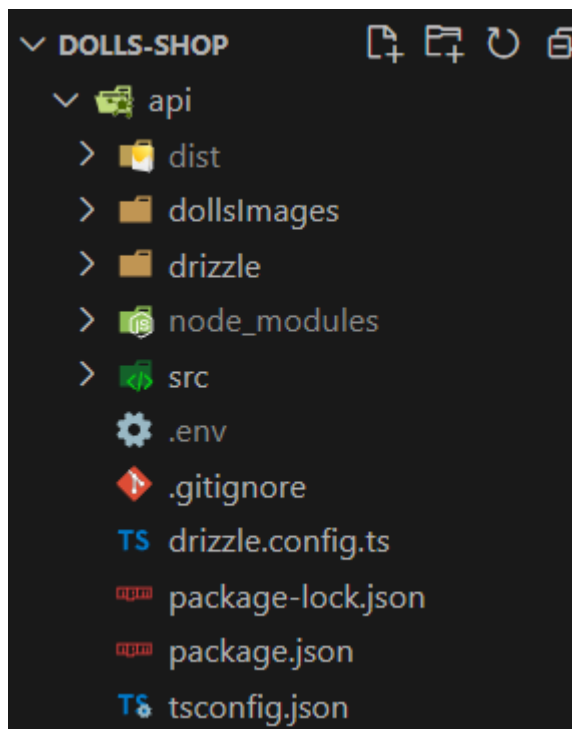 DOLLS-SHOP
api
dist
dollsImages
drizzle
node_modules
src
.env
.gitignore
TS drizzle.config.ts
package-lock.json
package.json
TS tsconfig.json